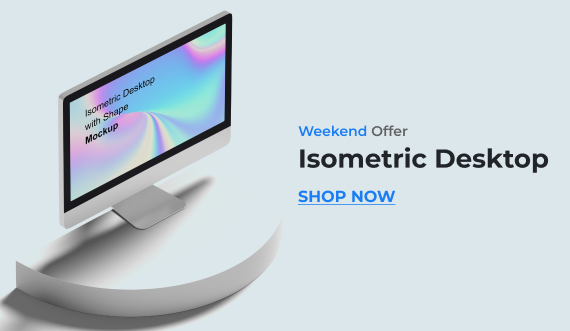 Isometric Desktop
with Shape
Mockup
Weekend Offer
Isometric Desktop
SHOP NOW